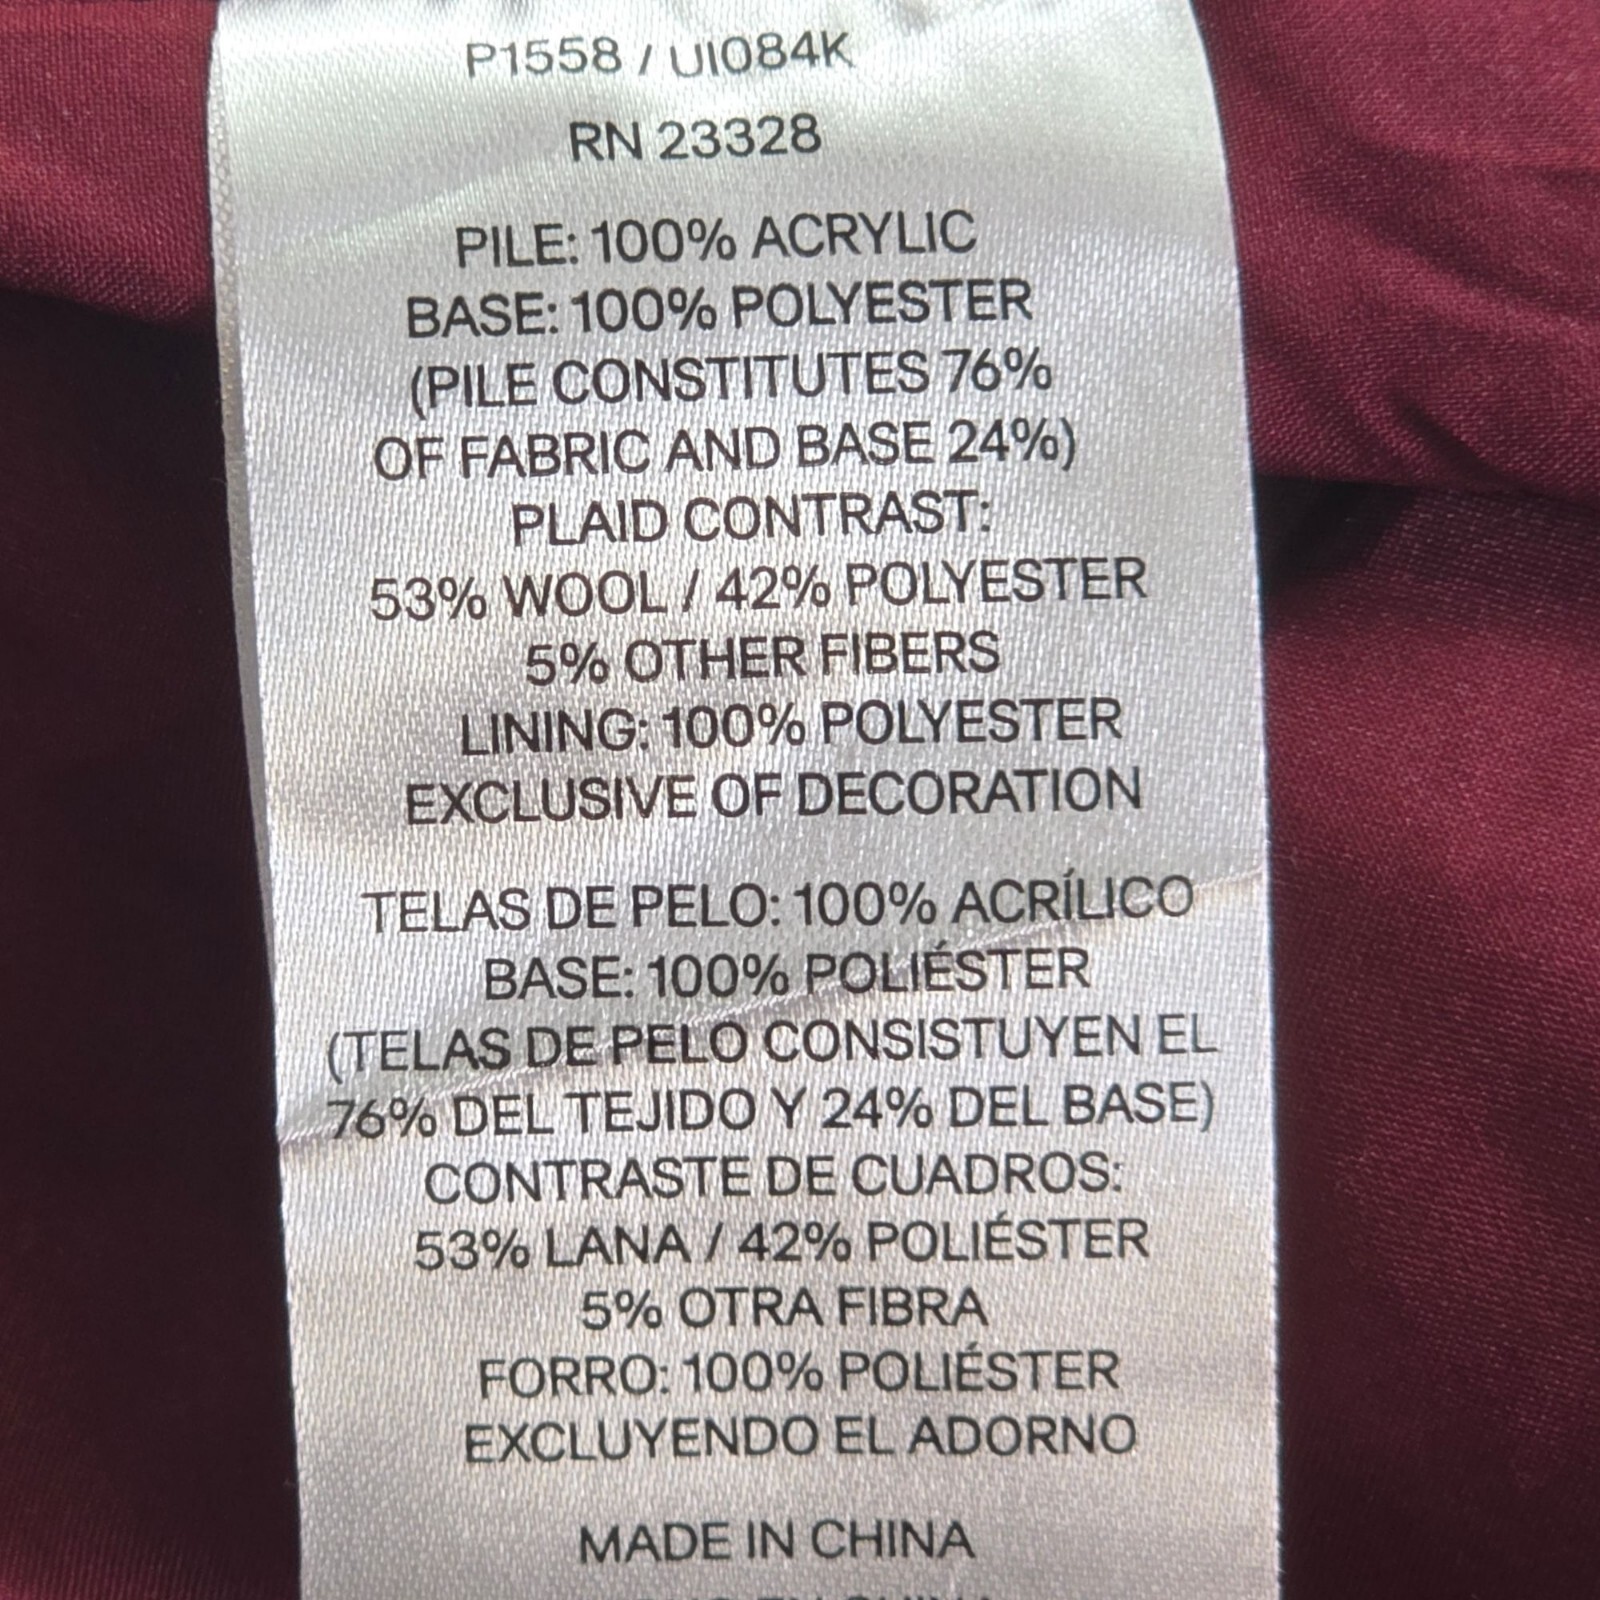 P1558 / UI084K
RN 23328
PILE: 100% ACRYLIC
BASE: 100% POLYESTER
(PILE CONSTITUTES 76%
OF FABRIC AND BASE 24%)
PLAID CONTRAST:
53% WOOL / 42% POLYESTER
5% OTHER FIBERS
LINING: 100% POLYESTER
EXCLUSIVE OF DECORATION
TELAS DE PELO: 100% ACRÍLICO
BASE: 100% POLIÉSTER
(TELAS DE PELO CONSISTUYEN EL
76% DEL TEJIDO Y 24% DEL BASE)
CONTRASTE DE CUADROS:
53% LANA / 42% POLIÉSTER
5% OTRA FIBRA
FORRO: 100% POLIÉSTER
EXCLUYENDO EL ADORNO
MADE IN CHINA